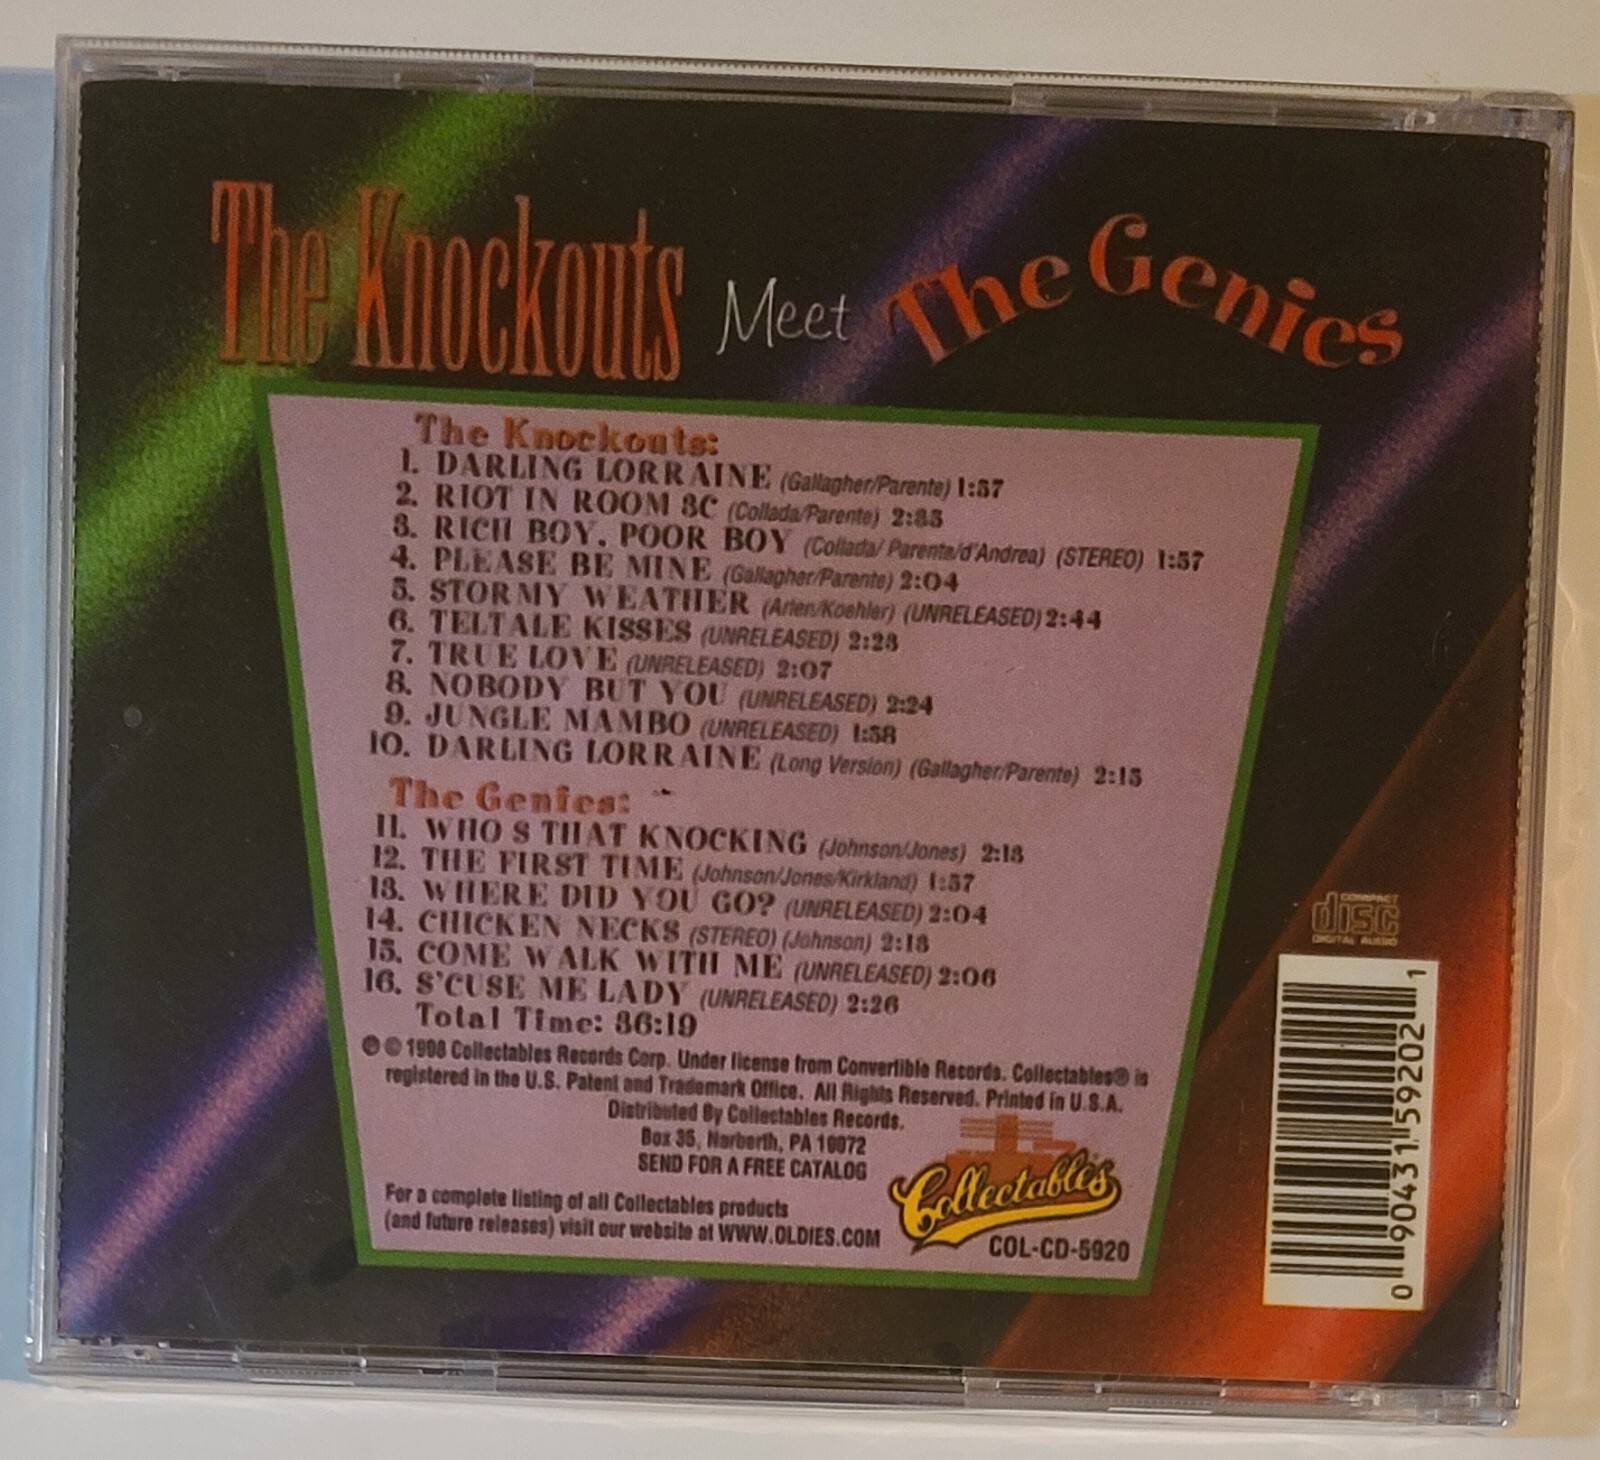 The Knockouts Meet The Genies
The Knockouts:
1. DARLING LORRAINE (Gallagher/Parente) 1:57
2. RIOT IN ROOM 3C (Collada/Parente) 2:35
3. RICH BOY, POOR BOY (Collada/ Parente/d'Andrea) (STEREO) 1:57
4. PLEASE BE MINE (Gallagher/Parente) 2:04
5. STORMY WEATHER (Arlen/Koehler) (UNRELEASED) 2:44
6. TELTALE KISSES (UNRELEASED) 2:28
7. TRUE LOVE (UNRELEASED) 2:07
8. NOBODY BUT YOU (UNRELEASED) 2:24
9. JUNGLE MAMBO (UNRELEASED) 1:58
10. DARLING LORRAINE (Long Version) (Gallagher/Parente) 2:15
The Genies:
11. WHO S THAT KNOCKING (Johnson/Jones) 2:18
12. THE FIRST TIME (Johnson/Jones/Kirkland) 1:57
13. WHERE DID YOU GO? (UNRELEASED) 2:04
14. CHICKEN NECKS (STEREO) (Johnson) 2:18
15. COME WALK WITH ME (UNRELEASED) 2:06
16. S'CUSE ME LADY (UNRELEASED) 2:26
Total Time: 36:19
℗ © 1998 Collectables Records Corp. Under license from Convertible Records. Collectables® is
registered in the U.S. Patent and Trademark Office. All Rights Reserved. Printed in U.S.A.
Distributed By Collectables Records.
Box 35, Narberth, PA 19072
SEND FOR A FREE CATALOG
For a complete listing of all Collectables products
(and future releases) visit our website at WWW.OLDIES.COM
Collectables
COL-CD-5920
COMPACT
disc
DIGITAL AUDIO
0 90431 59202 1